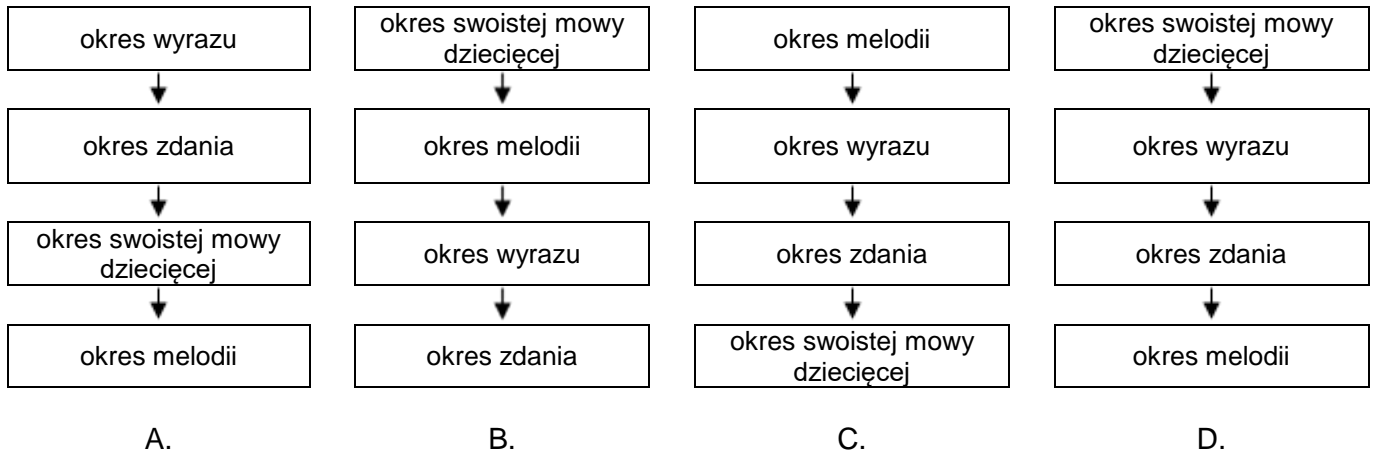 okres wyrazu
okres zdania
okres swoistej mowy
dziecięcej
okres melodii
A.
okres swoistej mowy
dziecięcej
okres melodii
okres wyrazu
okres zdania
B.
okres melodii
okres wyrazu
okres zdania
okres swoistej mowy
dziecięcej
C.
okres swoistej mowy
dziecięcej
okres wyrazu
okres zdania
okres melodii
D.